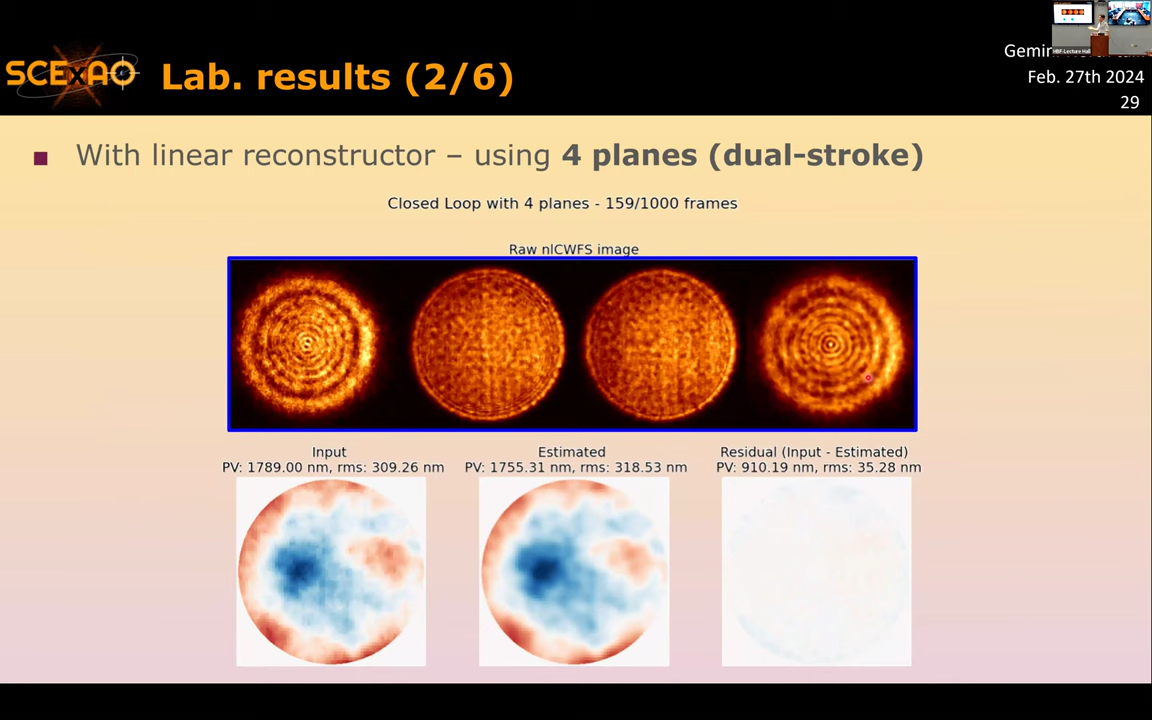 SCExAO
Lab. results (2/6)
Feb. 27th 2024
29
■ With linear reconstructor – using 4 planes (dual-stroke)
Closed Loop with 4 planes - 159/1000 frames
Raw nlCWFS image
Input
PV: 1789.00 nm, rms: 309.26 nm
Estimated
PV: 1755.31 nm, rms: 318.53 nm
Residual (Input - Estimated)
PV: 910.19 nm, rms: 35.28 nm